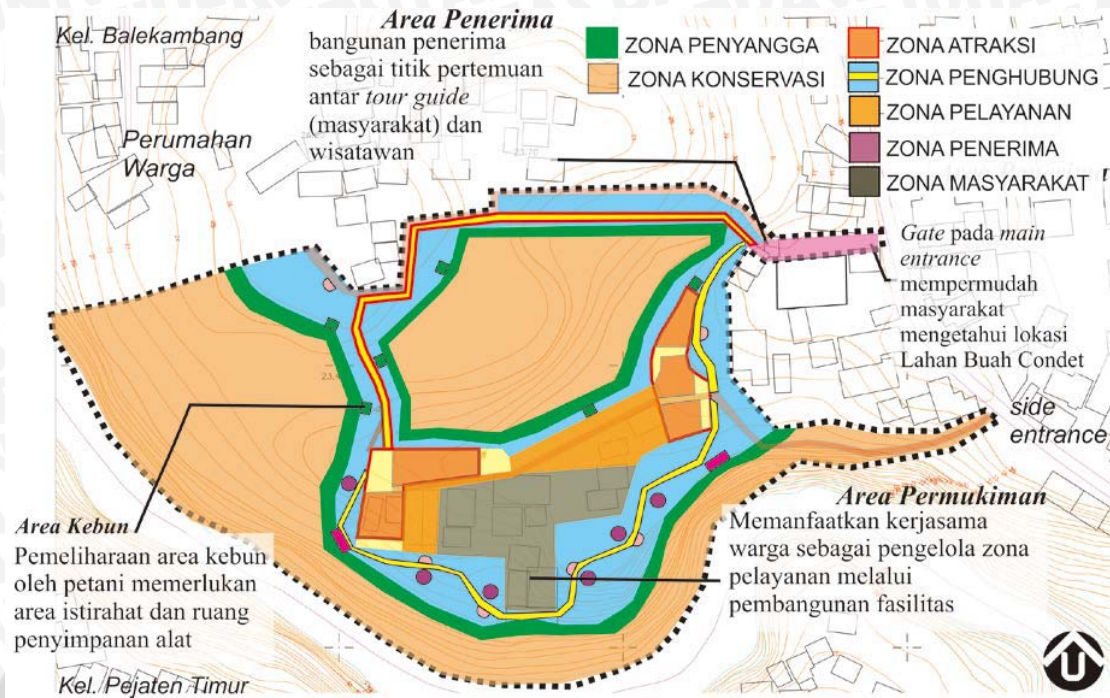 Kel. Balekambang
Perumahan
Warga
Area Penerima
bangunan penerima
sebagai titik pertemuan
antar tour guide
(masyarakat) dan
wisatawan
ZONA PENYANGGA
ZONA KONSERVASI
ZONA ATRAKSI
ZONA PENGHUBUNG
ZONA PELAYANAN
ZONA PENERIMA
ZONA MASYARAKAT
Gate pada main
entrance
mempermudah
masyarakat
mengetahui lokasi
Lahan Buah Condet
side
entrance
Area Kebun
Pemeliharaan area kebun
oleh petani memerlukan
area istirahat dan ruang
penyimpanan alat
Area Permukiman
Memanfaatkan kerjasama
warga sebagai pengelola zona
pelayanan melalui
pembangunan fasilitas
Kel. Pejaten Timur
U